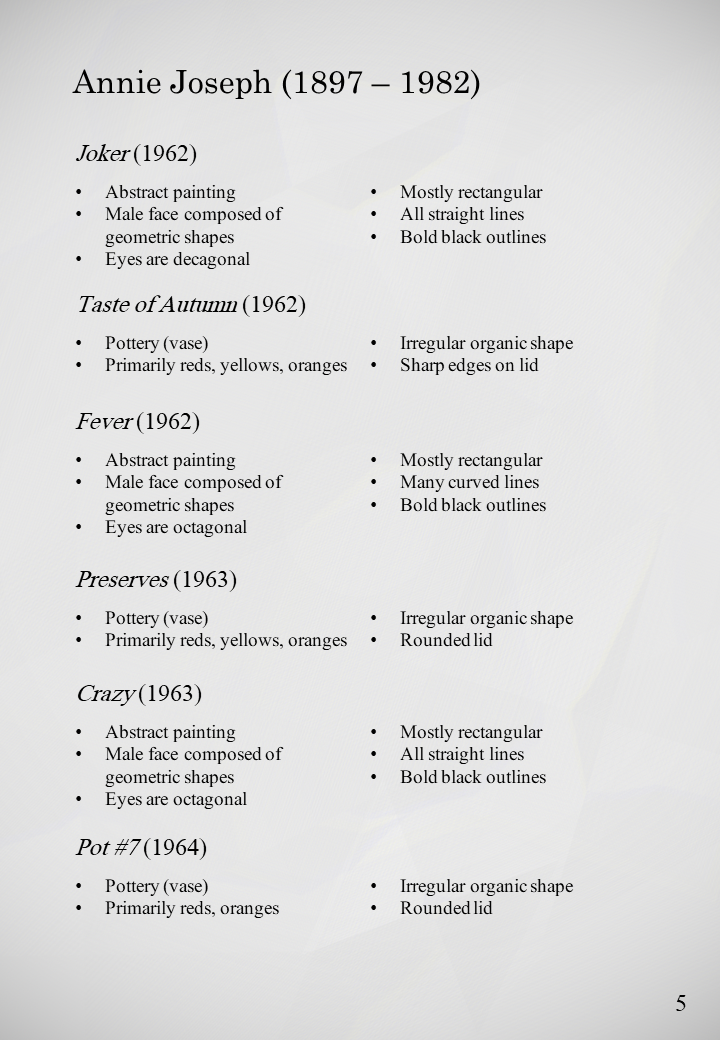 Annie Joseph (1897 – 1982)
Joker (1962)
• Abstract painting
• Male face composed of
geometric shapes
• Eyes are decagonal
• Mostly rectangular
• All straight lines
• Bold black outlines
Taste of Autumn (1962)
• Pottery (vase)
• Primarily reds, yellows, oranges
• Irregular organic shape
• Sharp edges on lid
Fever (1962)
• Abstract painting
• Male face composed of
geometric shapes
• Eyes are octagonal
• Mostly rectangular
• Many curved lines
• Bold black outlines
Preserves (1963)
• Pottery (vase)
• Primarily reds, yellows, oranges
• Irregular organic shape
• Rounded lid
Crazy (1963)
• Abstract painting
• Male face composed of
geometric shapes
• Eyes are octagonal
• Mostly rectangular
• All straight lines
• Bold black outlines
Pot #7 (1964)
• Pottery (vase)
• Primarily reds, oranges
• Irregular organic shape
• Rounded lid
5